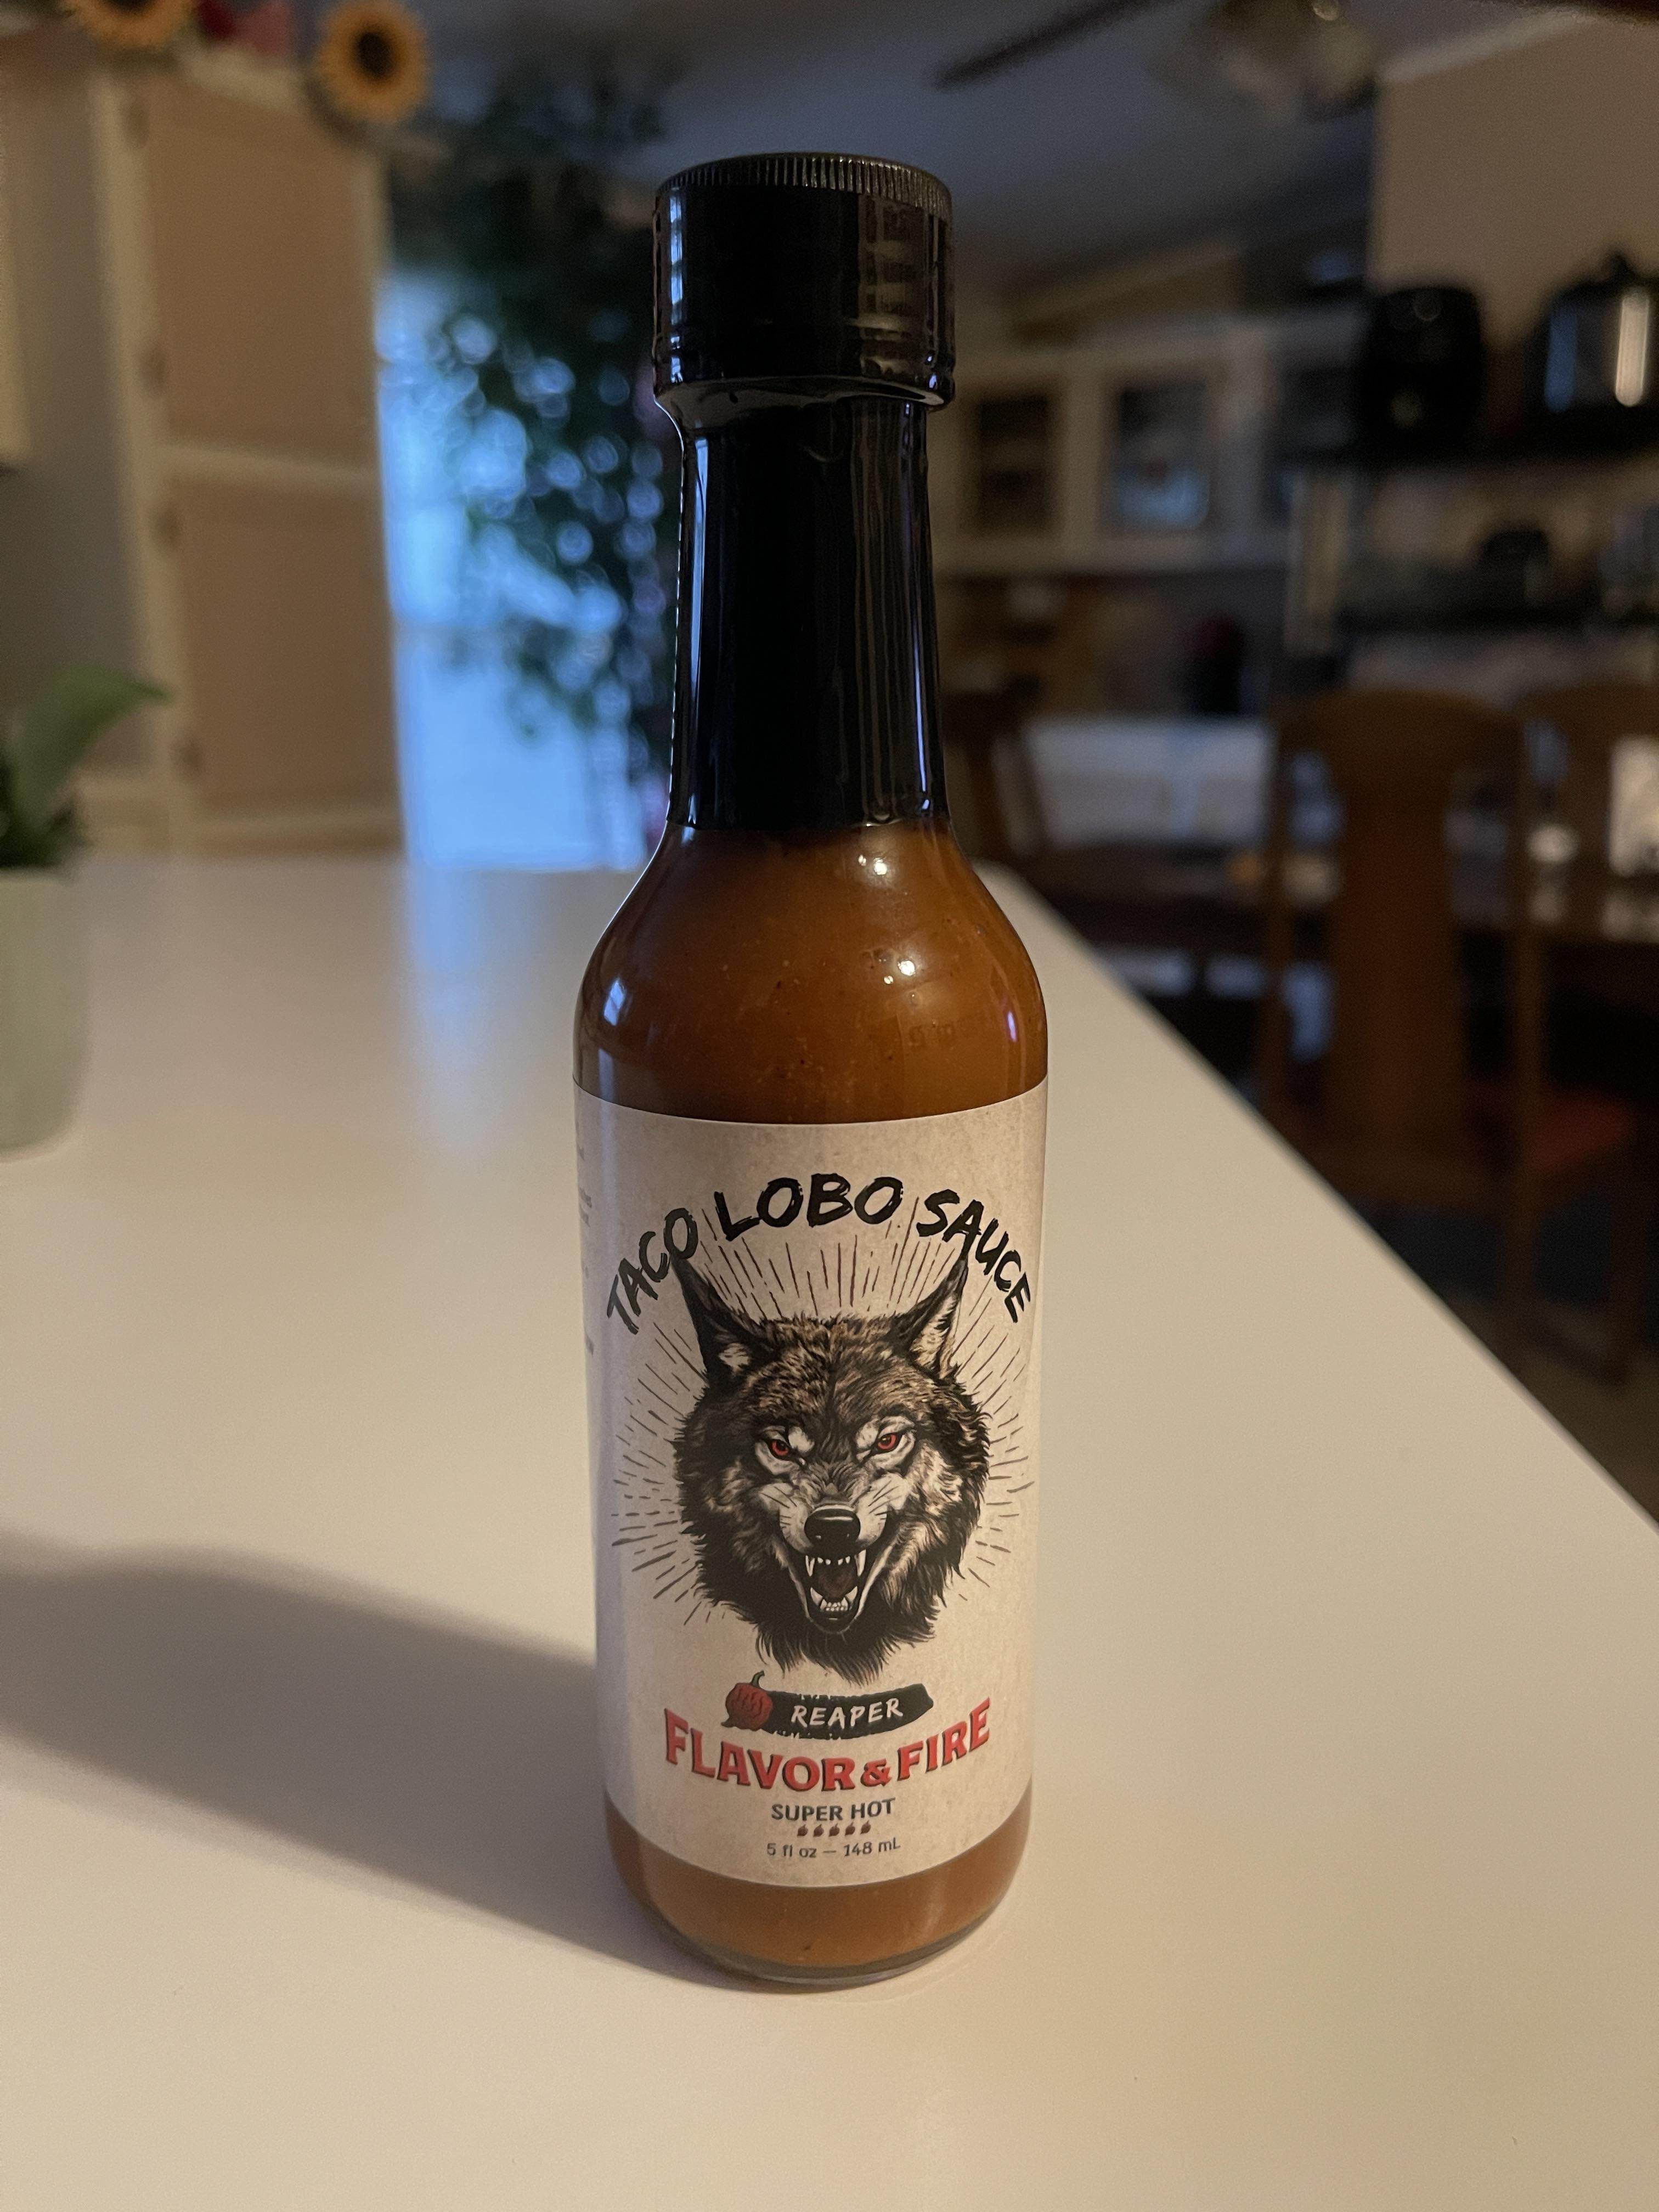 TACO LOBO SAUCE
REAPER
FLAVOR & FIRE
SUPER HOT
5 fl oz — 148 mL